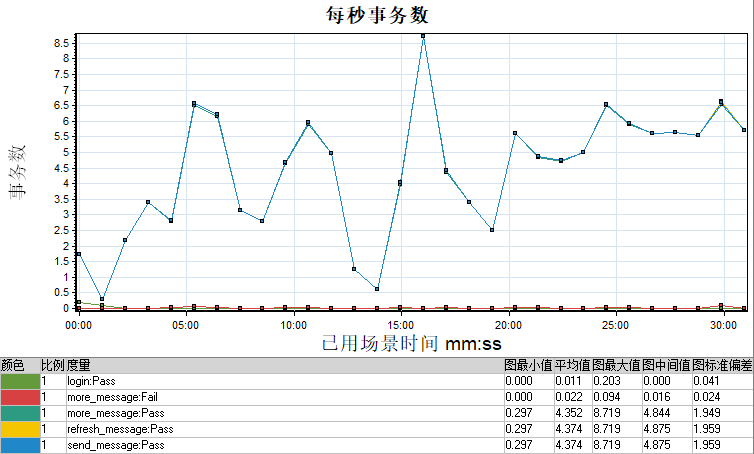 每秒事务数
8.5
8
7.5
7
6.5
6
5.5
5
4.5
4
3.5
3
2.5
2
1.5
1
0.5
0
事务数
00:00 05:00 10:00 15:00 20:00 25:00 30:00
已用场景时间 mm:ss
颜色 比例 度量 图最小值 平均值 图最大值 图中间值 图标准偏差
1 login:Pass 0.000 0.011 0.203 0.000 0.041
1 more_message:Fail 0.000 0.022 0.094 0.016 0.024
1 more_message:Pass 0.297 4.352 8.719 4.844 1.949
1 refresh_message:Pass 0.297 4.374 8.719 4.875 1.959
1 send_message:Pass 0.297 4.374 8.719 4.875 1.959